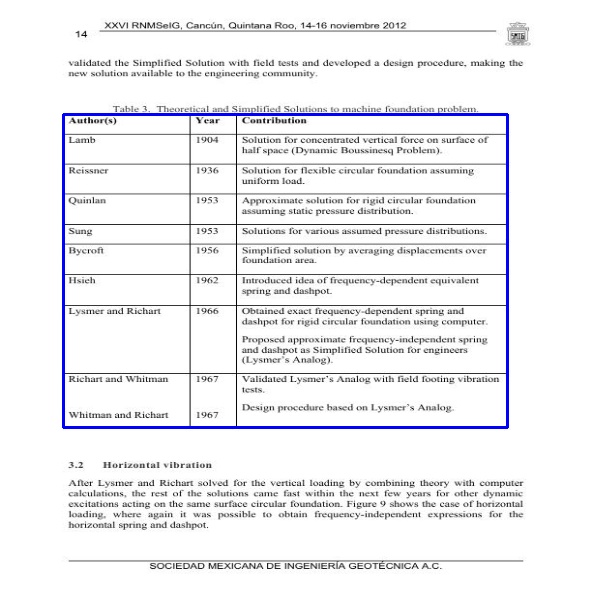 XXVI RNMSeIG, Cancún, Quintana Roo, 14-16 noviembre 2012
14
validated the Simplified Solution with field tests and developed a design procedure, making the
new solution available to the engineering community.
Table 3. Theoretical and Simplified Solutions to machine foundation problem.
Author(s) Year Contribution
Lamb 1904 Solution for concentrated vertical force on surface of
half space (Dynamic Boussinesq Problem).
Reissner 1936 Solution for flexible circular foundation assuming
uniform load.
Quinlan 1953 Approximate solution for rigid circular foundation
assuming static pressure distribution.
Sung 1953 Solutions for various assumed pressure distributions.
Bycroft 1956 Simplified solution by averaging displacements over
foundation area.
Hsieh 1962 Introduced idea of frequency-dependent equivalent
spring and dashpot.
Lysmer and Richart 1966 Obtained exact frequency-dependent spring and
dashpot for rigid circular foundation using computer.
Proposed approximate frequency-independent spring
and dashpot as Simplified Solution for engineers
(Lysmer's Analog).
Richart and Whitman 1967 Validated Lysmer's Analog with field footing vibration
tests.
Design procedure based on Lysmer's Analog.
Whitman and Richart 1967
3.2 Horizontal vibration
After Lysmer and Richart solved for the vertical loading by combining theory with computer
calculations, the rest of the solutions came fast within the next few years for other dynamic
excitations acting on the same surface circular foundation. Figure 9 shows the case of horizontal
loading, where again it was possible to obtain frequency-independent expressions for the
horizontal spring and dashpot.
SOCIEDAD MEXICANA DE INGENIERÍA GEOTÉCNICA A.C.